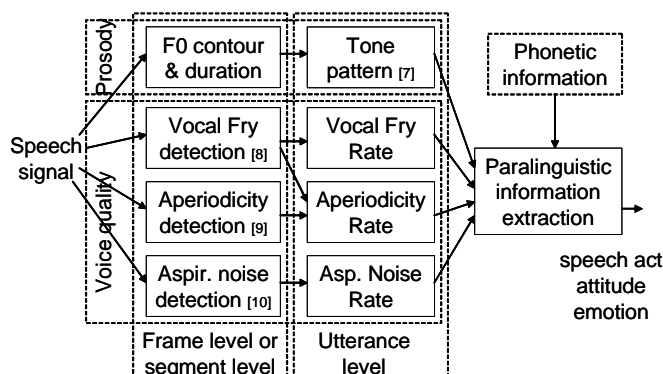 Prosody
F0 contour
& duration
Tone
pattern [7]
Phonetic
information
Speech
signal
Voice quality
Vocal Fry
detection [8]
Vocal Fry
Rate
Aperiodicity
detection [9]
Aperiodicity
Rate
Aspir. noise
detection [10]
Asp. Noise
Rate
Paralinguistic
information
extraction
speech act
attitude
emotion
Frame level or
segment level
Utterance
level